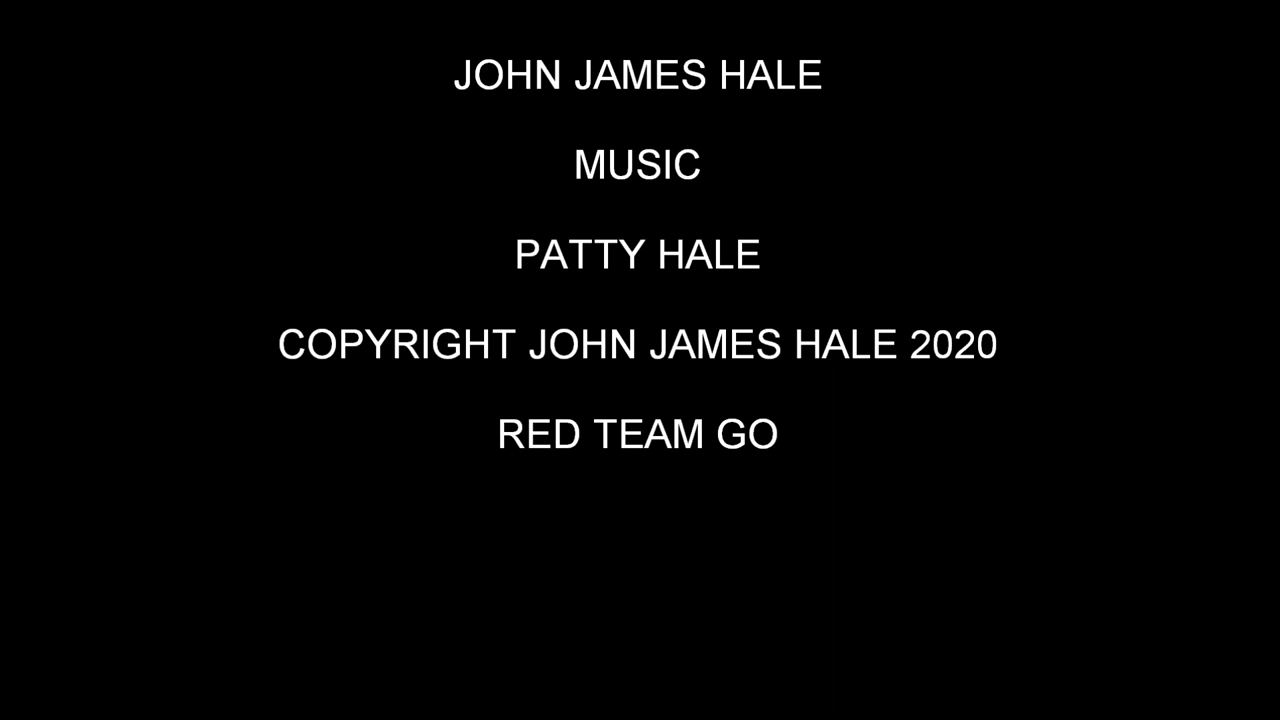 JOHN JAMES HALE
MUSIC
PATTY HALE
COPYRIGHT JOHN JAMES HALE 2020
RED TEAM GO